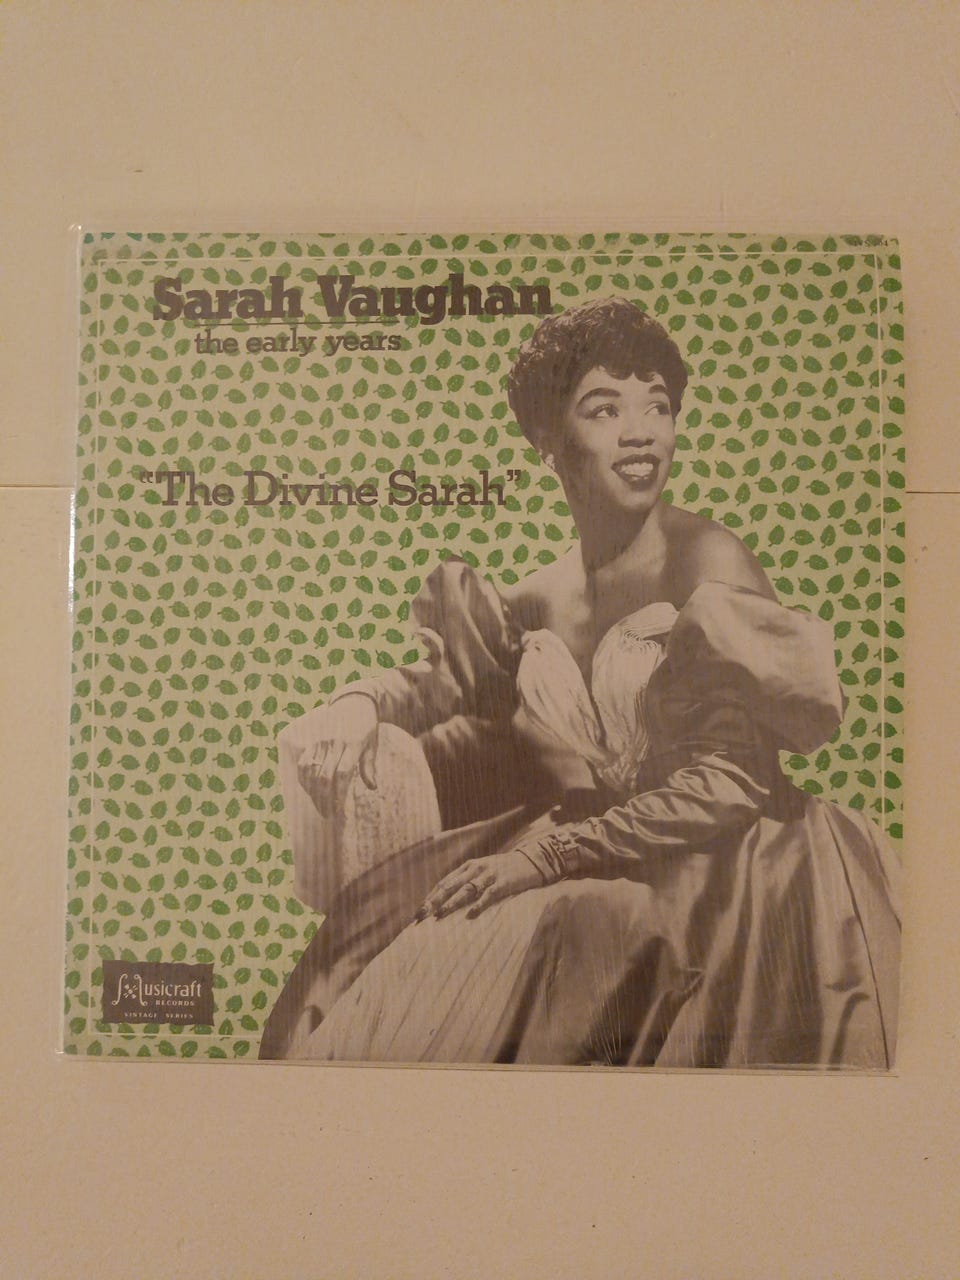 Sarah Vaughan
the early years
“The Divine Sarah”
Musicraft
RECORDS
VINTAGE SERIES